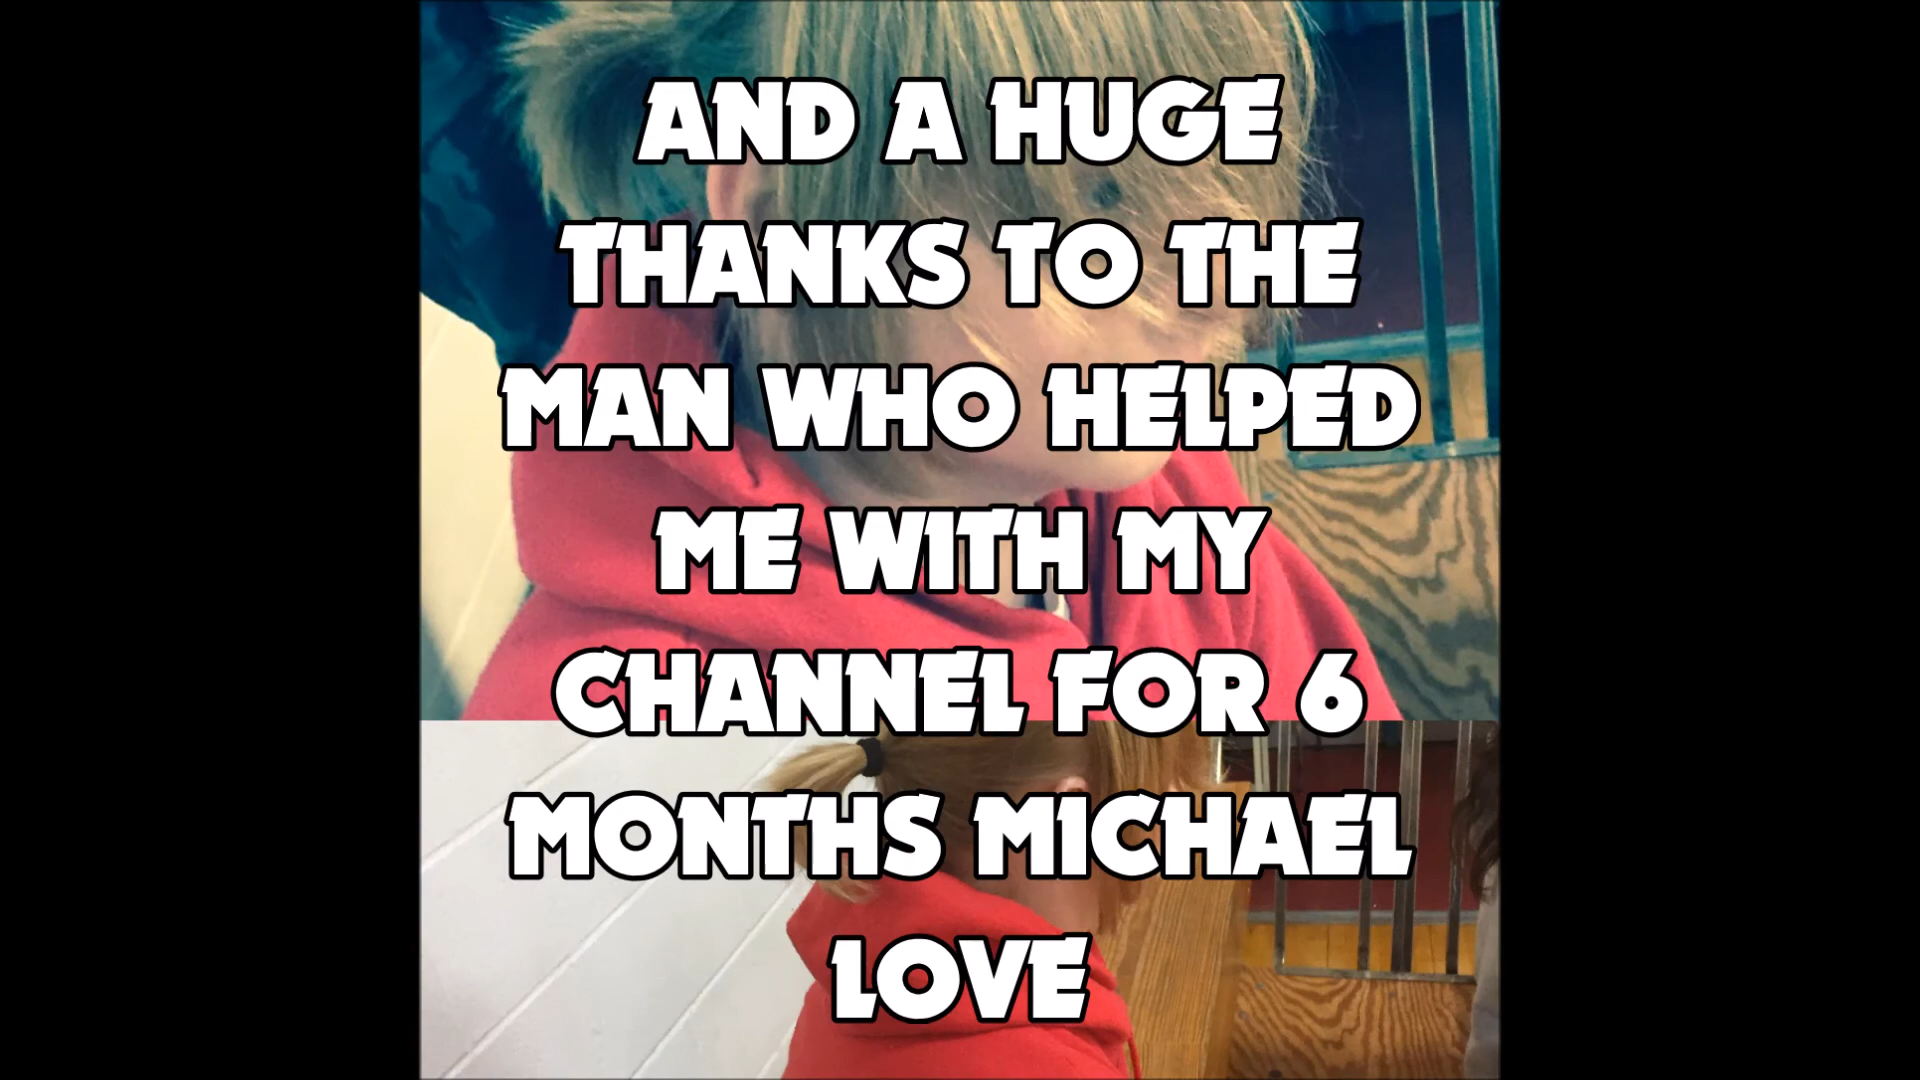 AND A HUGE
THANKS TO THE
MAN WHO HELPED
ME WITH MY
CHANNEL FOR 6
MONTHS MICHAEL
LOVE